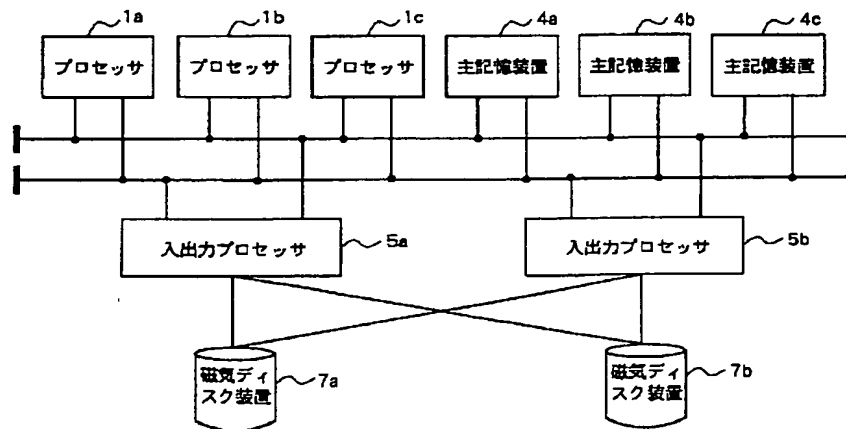 1a 1b 1c 4a 4b 4c
プロセッサ プロセッサ プロセッサ 主記憶装置 主記憶装置 主記憶装置
入出力プロセッサ 5a 入出力プロセッサ 5b
磁気ディ
スク装置 7a
磁気ディ
スク装置 7b